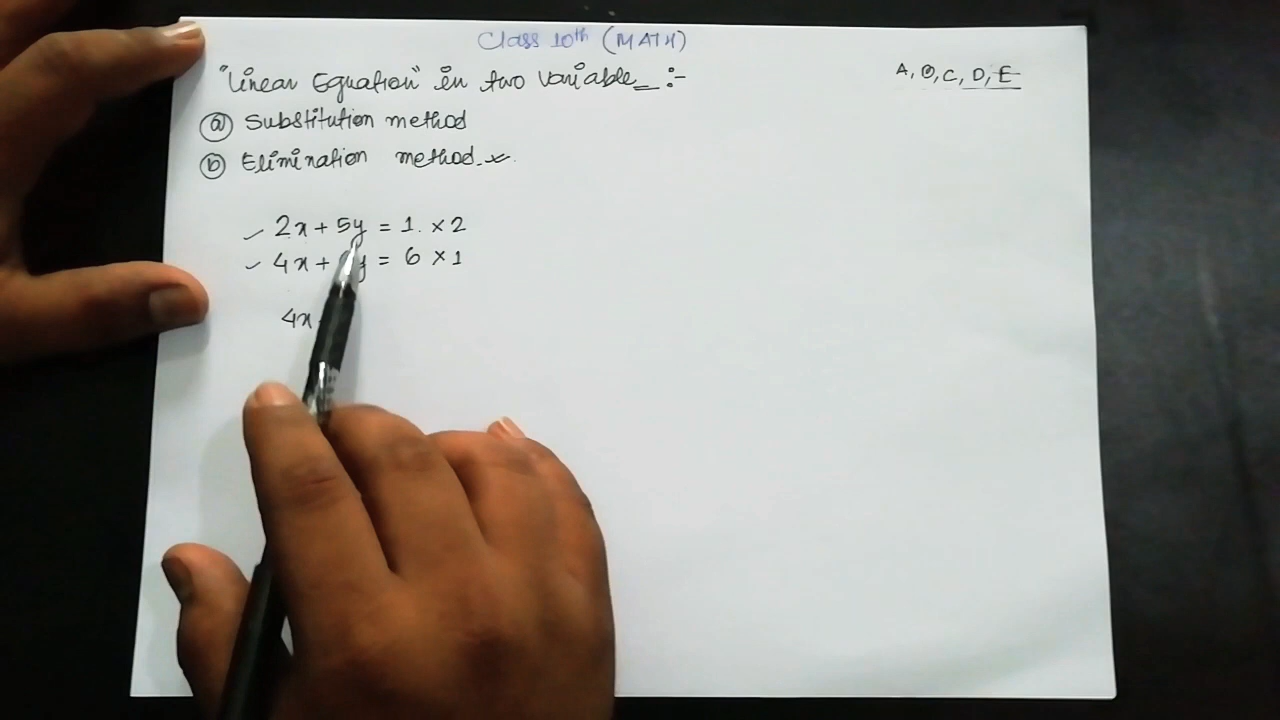 Class 10th (MATH)
"Linear Equation" in two Variable :-
A, B, C, D, E
(a) Substitution method
(b) Elimination method.
2x + 5y = 1. × 2
4x + y = 6 × 1
4x